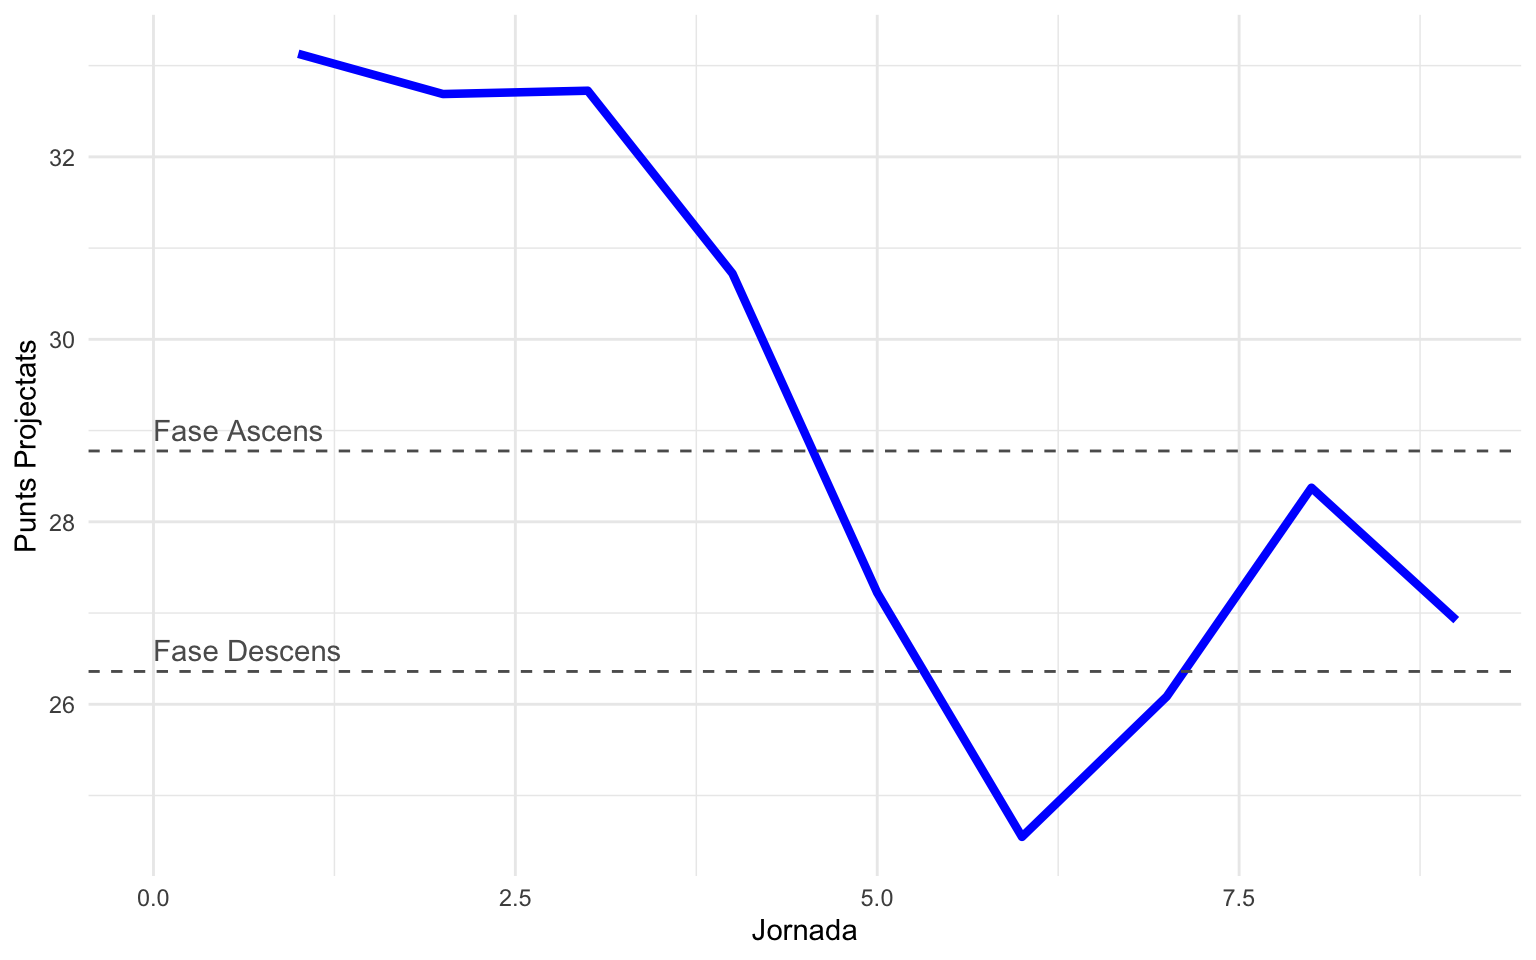 32
30
28
26
Punts Projectats
Fase Ascens
Fase Descens
0.0 2.5 5.0 7.5
Jornada